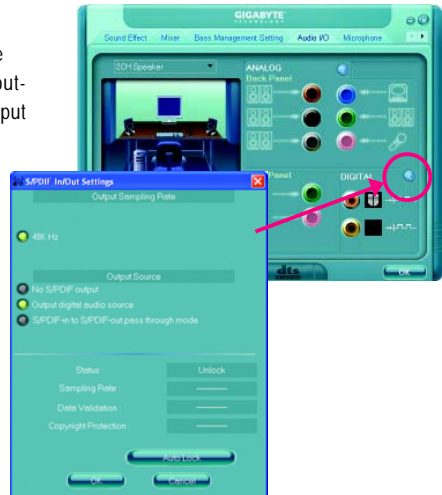 e
out-
put
GIGABYTE
TECHNOLOGY
Sound Effect Mixer Bass Management Setting Audio I/O Microphone
2CH Speaker
ANALOG
Back Panel
Panel
DIGITAL
dts
OK
S/PDIF In/Out Settings
Output Sampling Rate
48K Hz
Output Source
No S/PDIF output
Output digital audio source
S/PDIF-in to S/PDIF-out pass through mode
Status : Unlock
Sampling Rate :
Data Validation :
Copyright Protection :
Auto Lock
OK Cancel